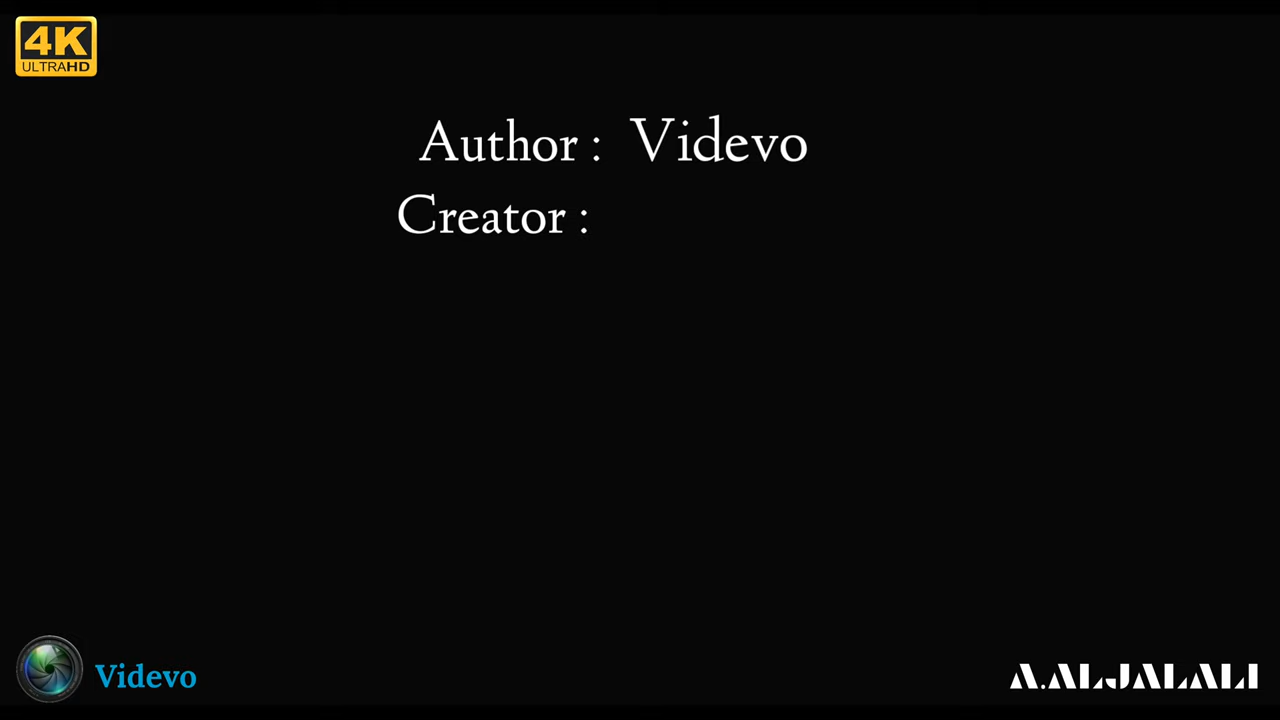 4K
ULTRAHD
Author : Videvo
Creator :
Videvo
A.ALJALALI